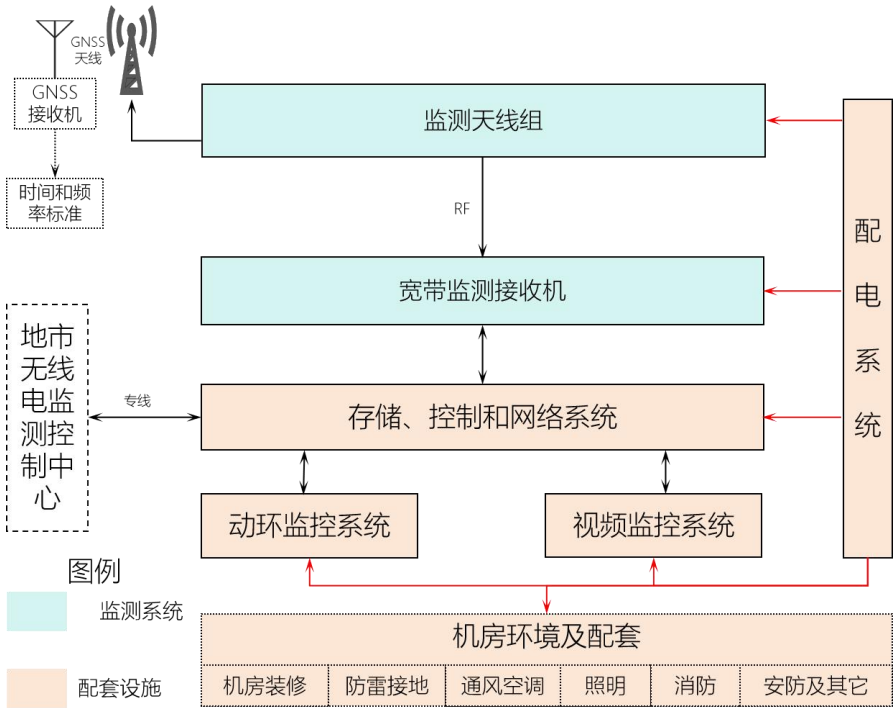 GNSS
天线
GNSS
接收机
时间和频
率标准
监测天线组
RF
宽带监测接收机
配
电
系
统
地市
无线
电监
测控
制中
心
专线
存储、控制和网络系统
动环监控系统
视频监控系统
图例
监测系统
配套设施
机房环境及配套
机房装修
防雷接地
通风空调
照明
消防
安防及其它